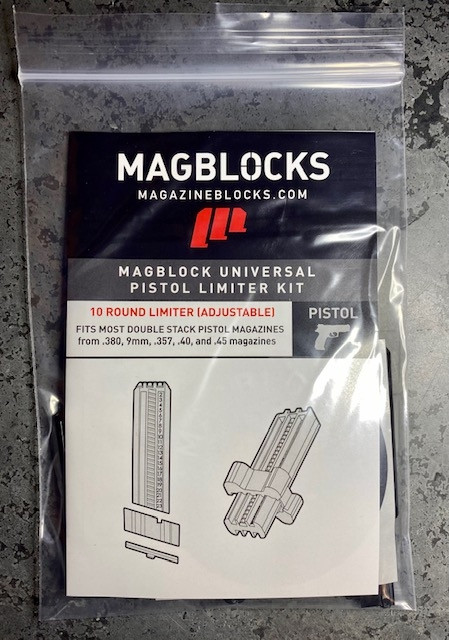 MAGBLOCKS
MAGAZINEBLOCKS.COM
MAGBLOCK UNIVERSAL
PISTOL LIMITER KIT
10 ROUND LIMITER (ADJUSTABLE)
FITS MOST DOUBLE STACK PISTOL MAGAZINES
from .380, 9mm, .357, .40, and .45 magazines
PISTOL